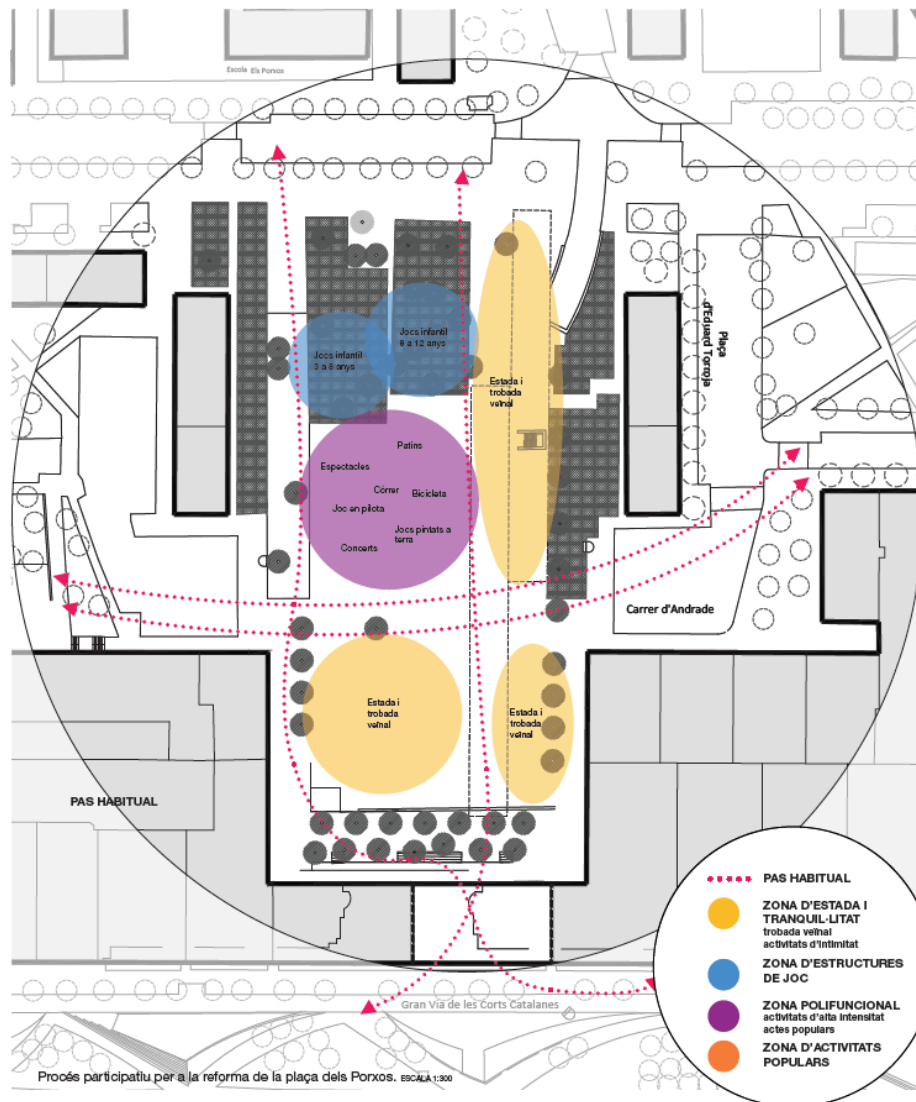 Escola Els Porxos
Jocs infantil
8 a 12 anys
Jocs infantil
3 a 8 anys
Plaça
d'Eduard Torroja
Estada i
trobada
veïnal
Patins
Espectacles
Córrer
Bicicleta
Joc en pilota
Jocs pintats a
terra
Concerts
Carrer d'Andrade
Estada i
trobada
veïnal
Estada i
trobada
veïnal
PAS HABITUAL
PAS HABITUAL
ZONA D'ESTADA I
TRANQUIL·LITAT
trobada veïnal
activitats d'intimitat
ZONA D'ESTRUCTURES
DE JOC
ZONA POLIFUNCIONAL
activitats d'alta intensitat
actes populars
ZONA D'ACTIVITATS
POPULARS
Gran Via de les Corts Catalanes
Procés participatiu per a la reforma de la plaça dels Porxos. ESCALA 1:300